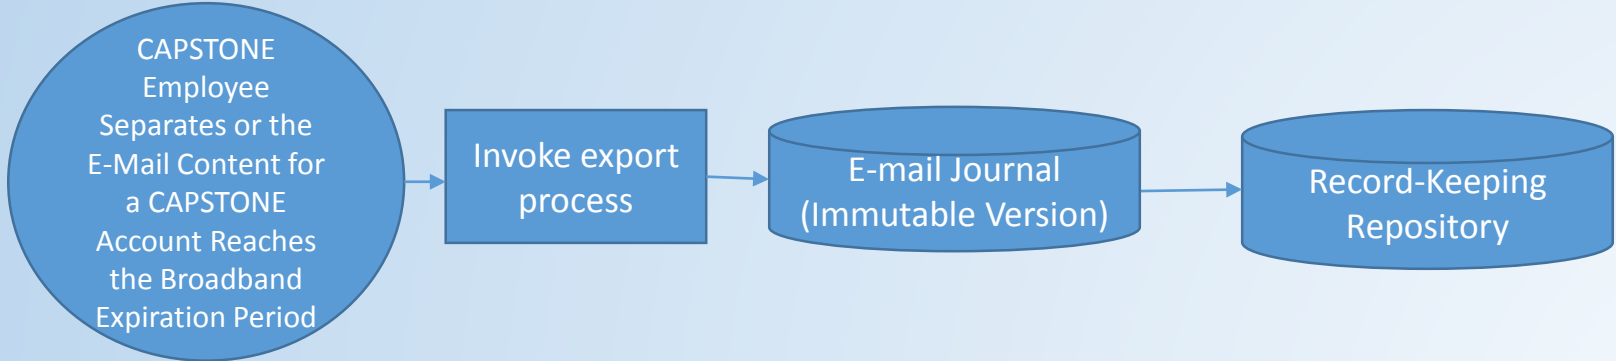 CAPSTONE
Employee
Separates or the
E-Mail Content for
a CAPSTONE
Account Reaches
the Broadband
Expiration Period
Invoke export
process
E-mail Journal
(Immutable Version)
Record-Keeping
Repository